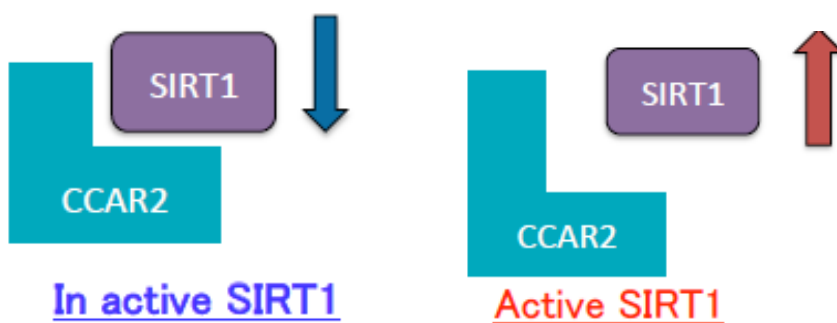 SIRT1
SIRT1
CCAR2
CCAR2
In active SIRT1
Active SIRT1